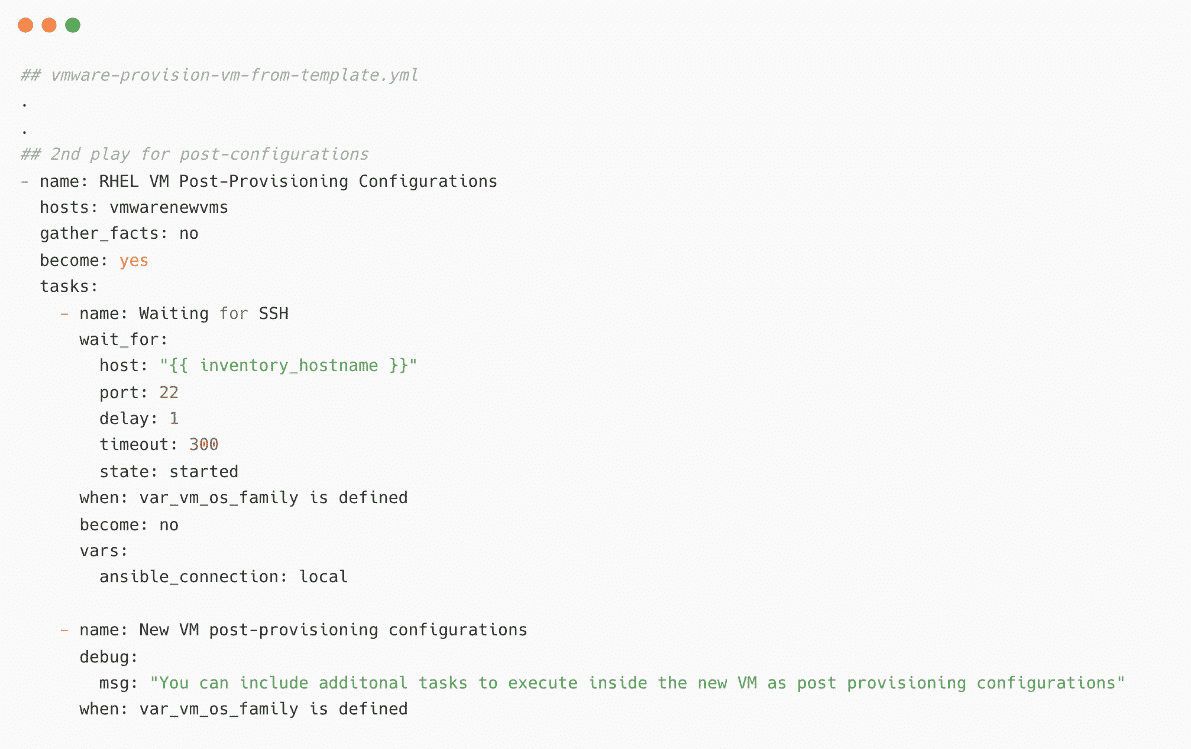 ## vmware-provision-vm-from-template.yml
.
.
## 2nd play for post-configurations
- name: RHEL VM Post-Provisioning Configurations
  hosts: vmwarenewvms
  gather_facts: no
  become: yes
  tasks:
    - name: Waiting for SSH
      wait_for:
        host: "{{ inventory_hostname }}"
        port: 22
        delay: 1
        timeout: 300
        state: started
      when: var_vm_os_family is defined
      become: no
      vars:
        ansible_connection: local

    - name: New VM post-provisioning configurations
      debug:
        msg: "You can include additonal tasks to execute inside the new VM as post provisioning configurations"
      when: var_vm_os_family is defined